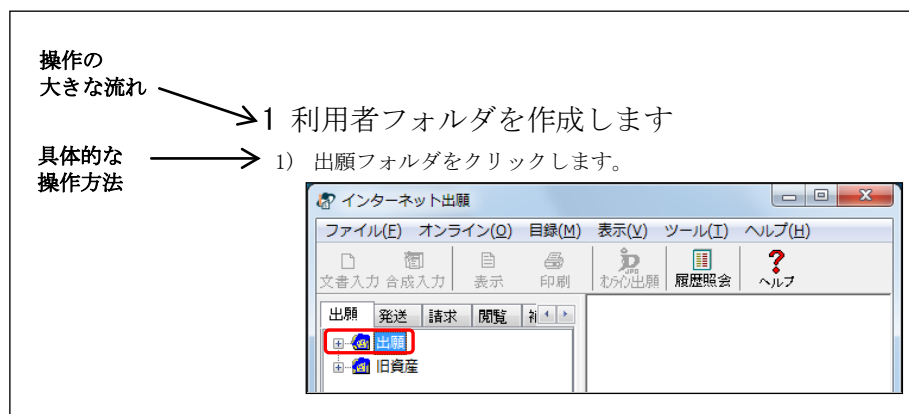 操作の
大きな流れ
1 利用者フォルダを作成します
具体的な
操作方法
1) 出願フォルダをクリックします。
インターネット出願
ファイル(F) オンライン(O) 目録(M) 表示(V) ツール(T) ヘルプ(H)
文書入力 合成入力 表示 印刷 出願 履歴照会 ヘルプ
出願 発送 請求 閲覧
出願
旧資産